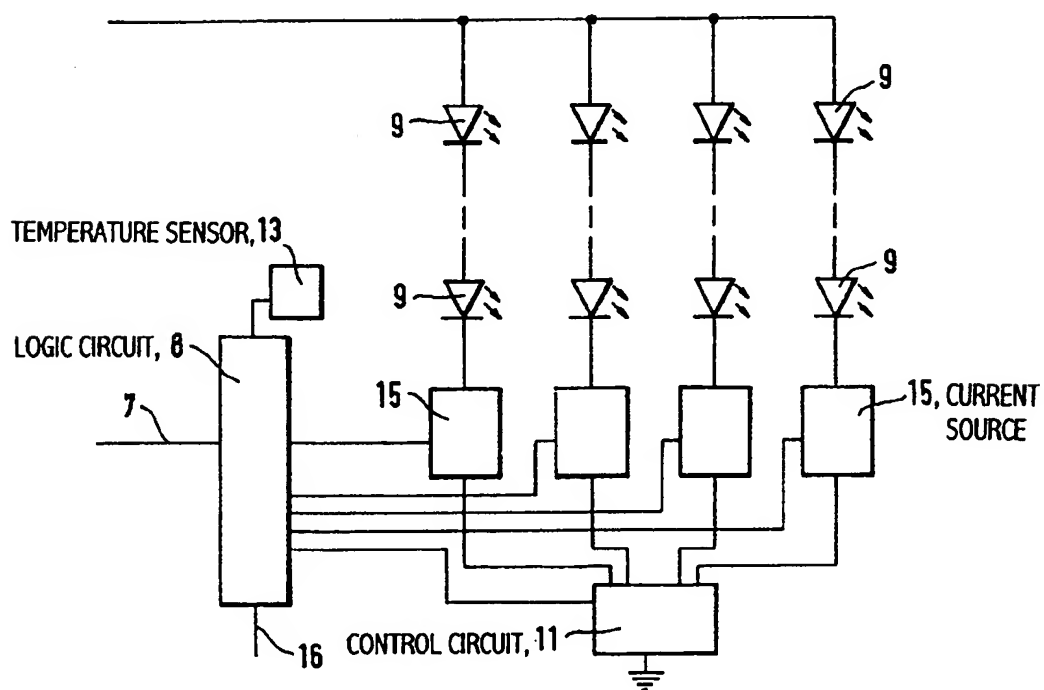 9
9
TEMPERATURE SENSOR, 13
9
9
LOGIC CIRCUIT, 8
15
15, CURRENT
SOURCE
7
CONTROL CIRCUIT, 11
16